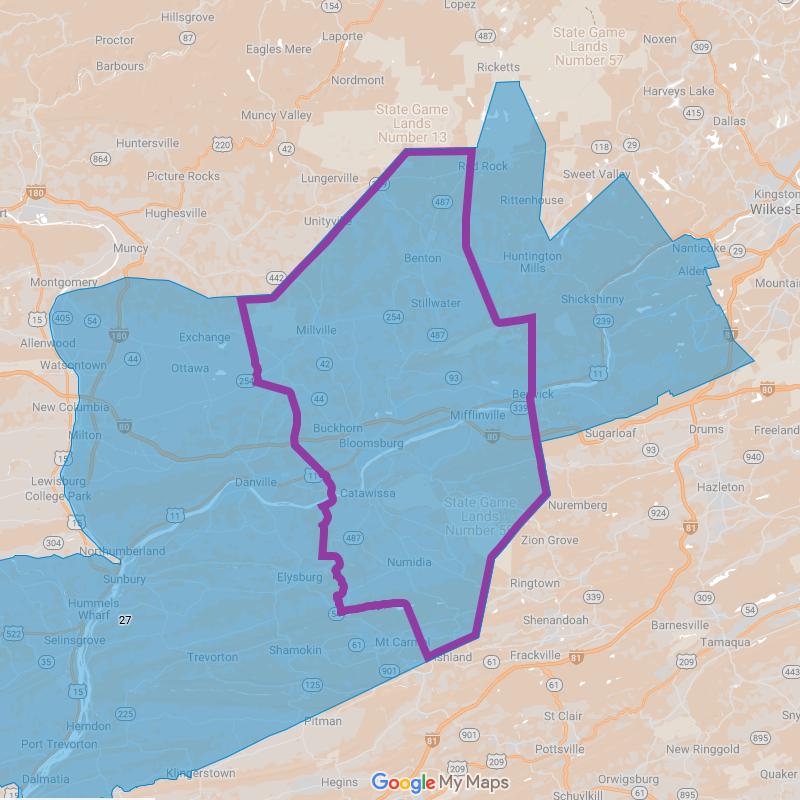 Hillsgrove
154
Lopez
Proctor
87
Laporte
487
State Game
Lands
Number 57
Noxen
309
Eagles Mere
Barbours
Nordmont
Ricketts
Harveys Lake
Muncy Valley
State Game
Lands
Number 13
415
Dallas
Huntersville
220
42
118
29
864
Red Rock
Picture Rocks
Lungerville
Sweet Valley
180
487
Rittenhouse
Kingston
Hughesville
Unityville
Wilkes-B
Muncy
Benton
Huntington
Mills
Nanticoke
29
Alden
Montgomery
442
Mountain
Stillwater
Shickshinny
15
405
54
254
239
Allenwood
180
Exchange
Millville
487
81
Watsontown
44
Ottawa
42
254
93
11
80
New Columbia
44
Berwick
339
Mifflinville
Milton
80
Buckhorn
Bloomsburg
80
Sugarloaf
Drums
Freeland
15
93
940
Lewisburg
College Park
Danville
11
Catawissa
Hazleton
State Game
Lands
Number 58
Nuremberg
15
11
924
81
304
Northumberland
487
Zion Grove
Sunbury
Elysburg
Numidia
Ringtown
Hummels
Wharf
27
339
309
54
522
Selinsgrove
Shenandoah
Barnesville
Tamaqua
61
Mt Carmel
35
Trevorton
Shamokin
Ashland
61
Frackville
81
209
901
443
15
125
61
225
Herndon
Pitman
St Clair
901
895
Port Trevorton
81
Pottsville
New Ringgold
Klingerstown
209
209
Dalmatia
Hegins
Google My Maps
Orwigsburg
Quaker
61
895
Schuylkill